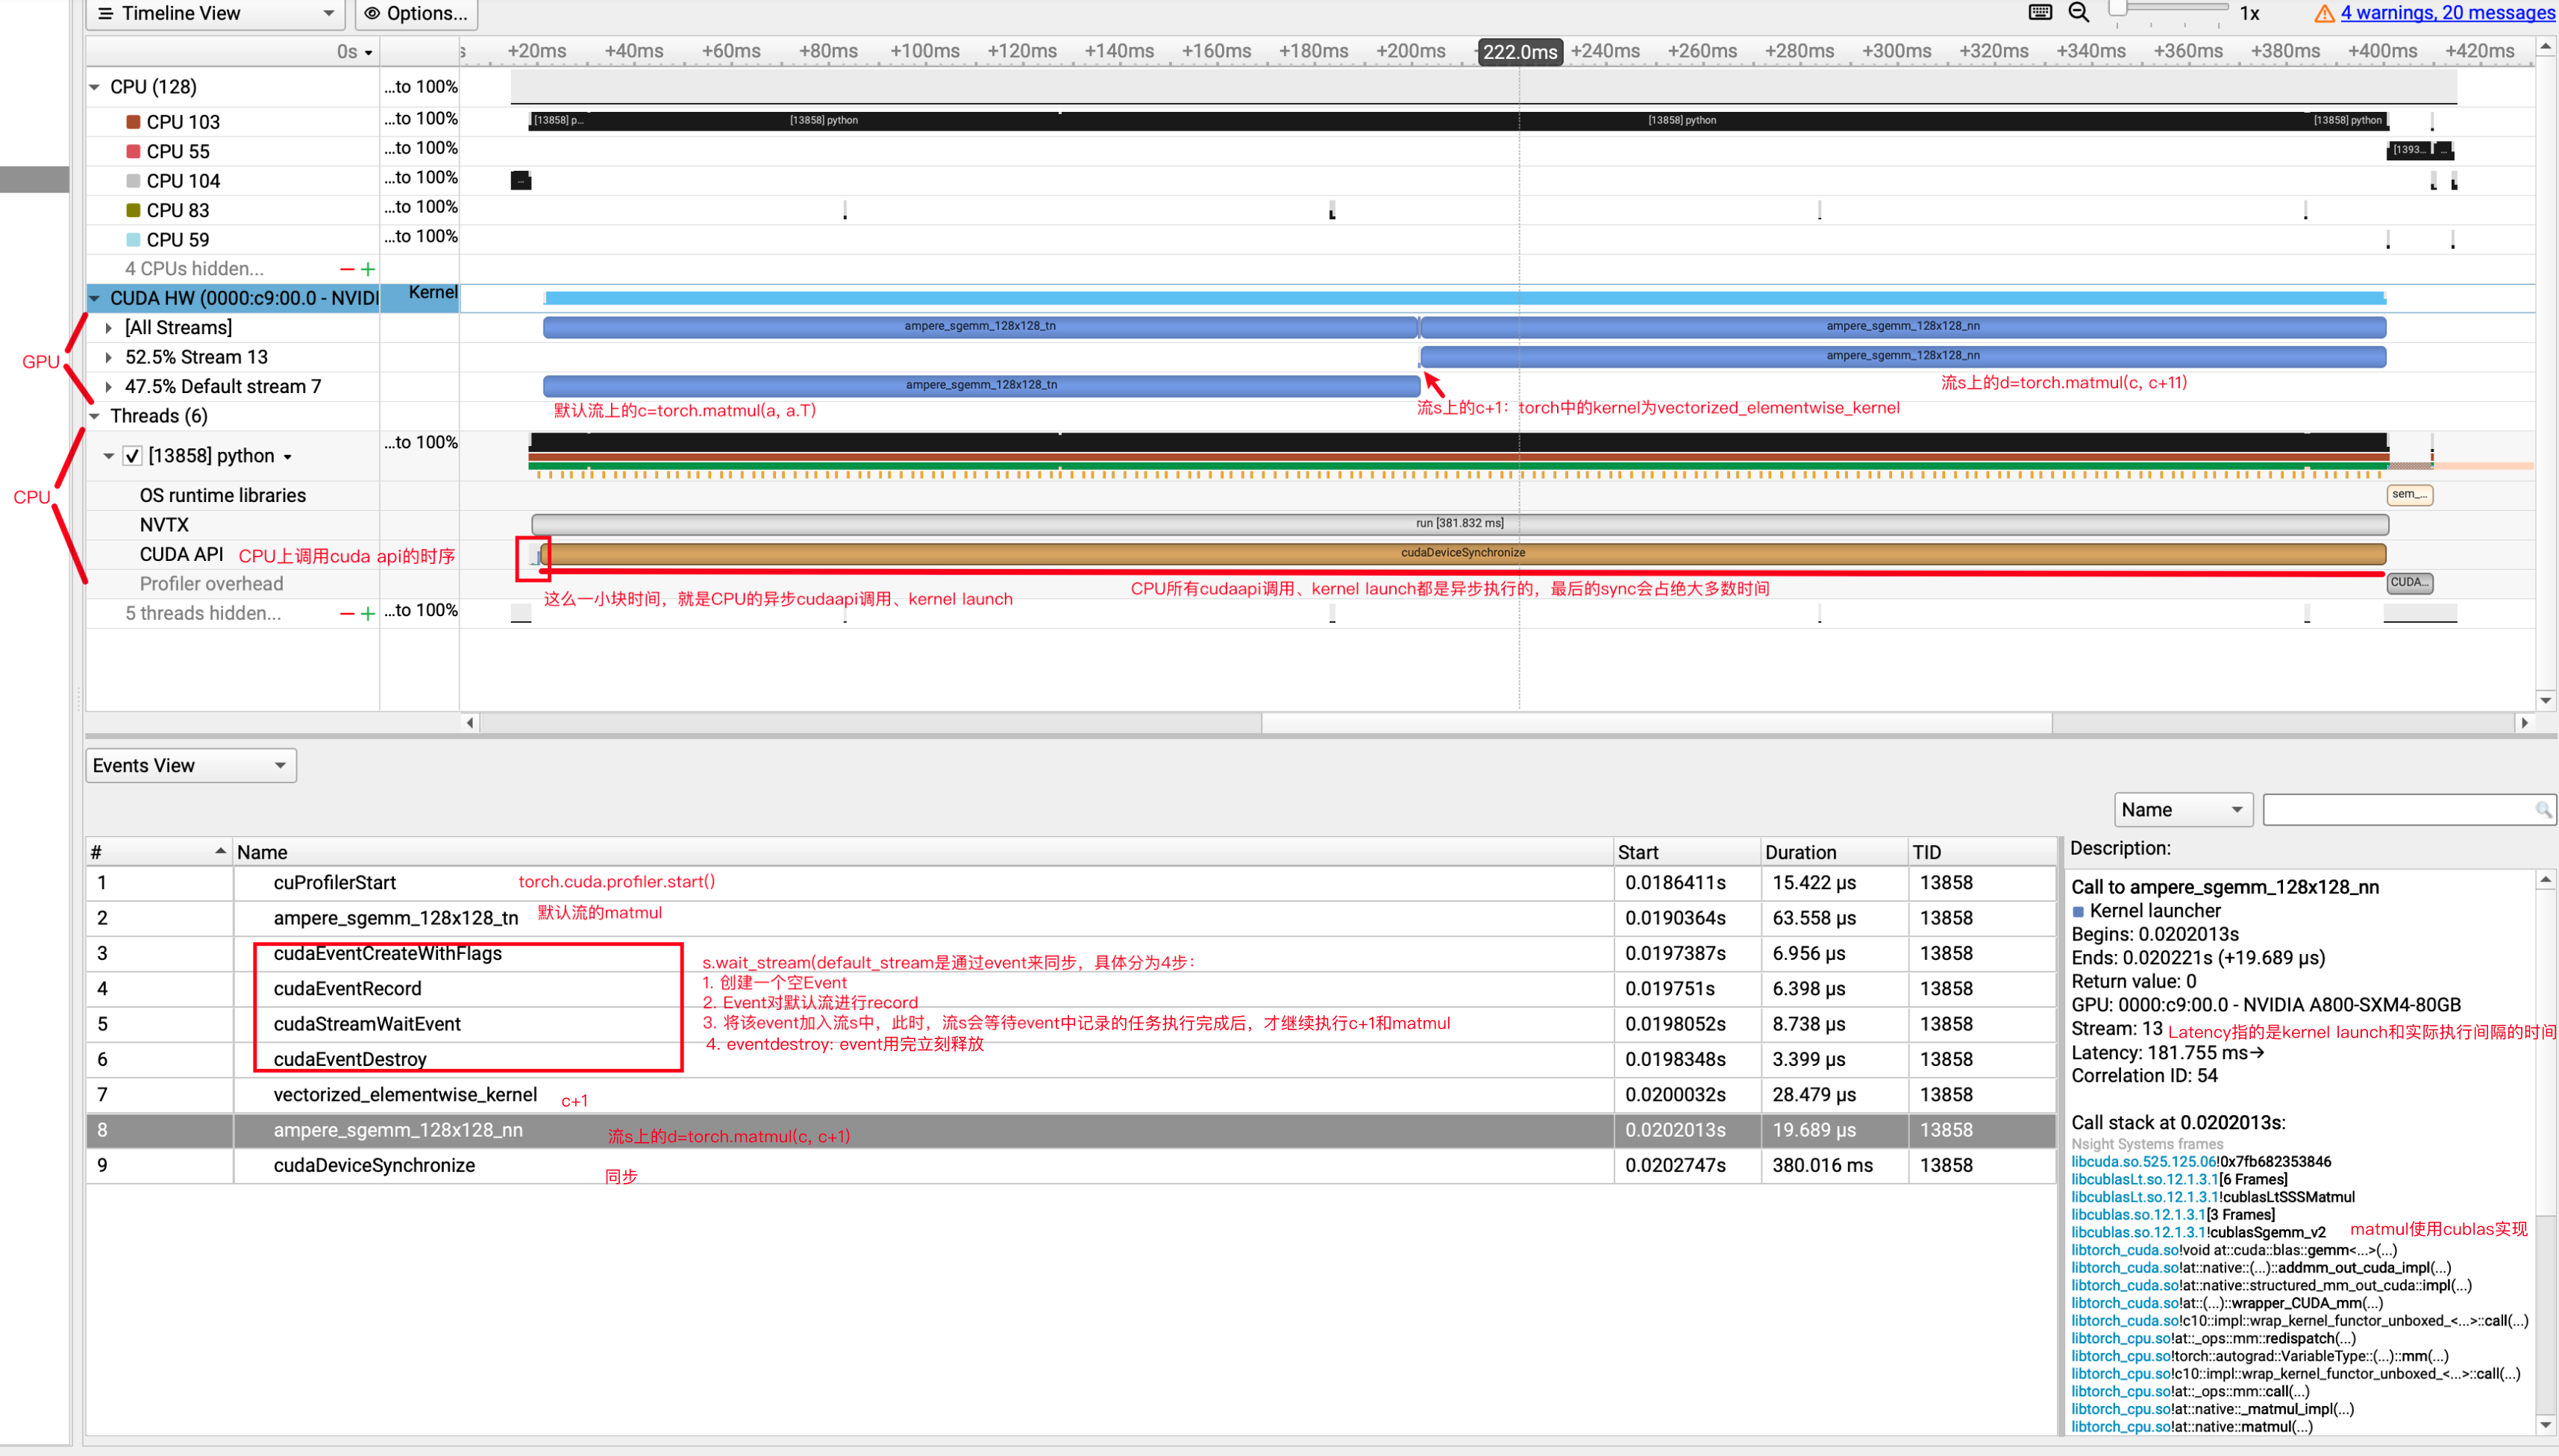 Timeline View
Options...
1x
4 warnings, 20 messages
0s
s +20ms +40ms +60ms +80ms +100ms +120ms +140ms +160ms +180ms +200ms 222.0ms +240ms +260ms +280ms +300ms +320ms +340ms +360ms +380ms +400ms +420ms
CPU (128) ...to 100%
CPU 103 ...to 100% [13858] p... [13858] python [13858] python [13858] python
CPU 55 ...to 100% [1393... ...
CPU 104 ...to 100% ...
CPU 83 ...to 100%
CPU 59 ...to 100%
4 CPUs hidden... − +
CUDA HW (0000:c9:00.0 - NVIDI Kernel
[All Streams] ampere_sgemm_128x128_tn ampere_sgemm_128x128_nn
GPU
52.5% Stream 13 ampere_sgemm_128x128_nn
47.5% Default stream 7 ampere_sgemm_128x128_tn 流s上的d=torch.matmul(c, c+11)
Threads (6) 默认流上的c=torch.matmul(a, a.T) 流s上的c+1：torch中的kernel为vectorized_elementwise_kernel
[13858] python ...to 100%
CPU
OS runtime libraries sem_...
NVTX run [381.832 ms]
CUDA API CPU上调用cuda api的时序 cudaDeviceSynchronize
Profiler overhead CUDA...
这么一小块时间，就是CPU的异步cudaapi调用、kernel launch CPU所有cudaapi调用、kernel launch都是异步执行的，最后的sync会占绝大多数时间
5 threads hidden... − + ...to 100%
Events View
Name
# Name Start Duration TID
1 cuProfilerStart torch.cuda.profiler.start() 0.0186411s 15.422 μs 13858
2 ampere_sgemm_128x128_tn 默认流的matmul 0.0190364s 63.558 μs 13858
3 cudaEventCreateWithFlags 0.0197387s 6.956 μs 13858
4 cudaEventRecord 0.019751s 6.398 μs 13858
5 cudaStreamWaitEvent 0.0198052s 8.738 μs 13858
6 cudaEventDestroy 0.0198348s 3.399 μs 13858
s.wait_stream(default_stream是通过event来同步，具体分为4步：
1. 创建一个空Event
2. Event对默认流进行record
3. 将该event加入流s中，此时，流s会等待event中记录的任务执行完成后，才继续执行c+1和matmul
4. eventdestroy: event用完立刻释放
7 vectorized_elementwise_kernel c+1 0.0200032s 28.479 μs 13858
8 ampere_sgemm_128x128_nn 流s上的d=torch.matmul(c, c+1) 0.0202013s 19.689 μs 13858
9 cudaDeviceSynchronize 同步 0.0202747s 380.016 ms 13858
Description:
Call to ampere_sgemm_128x128_nn
Kernel launcher
Begins: 0.0202013s
Ends: 0.020221s (+19.689 μs)
Return value: 0
GPU: 0000:c9:00.0 - NVIDIA A800-SXM4-80GB
Stream: 13 Latency指的是kernel launch和实际执行间隔的时间
Latency: 181.755 ms→
Correlation ID: 54
Call stack at 0.0202013s:
Nsight Systems frames
libcuda.so.525.125.06!0x7fb682353846
libcublasLt.so.12.1.3.1[6 Frames]
libcublasLt.so.12.1.3.1!cublasLtSSSMatmul
libcublas.so.12.1.3.1[3 Frames]
libcublas.so.12.1.3.1!cublasSgemm_v2 matmul使用cublas实现
libtorch_cuda.so!void at::cuda::blas::gemm<...>(...)
libtorch_cuda.so!at::native::(...)::addmm_out_cuda_impl(...)
libtorch_cuda.so!at::native::structured_mm_out_cuda::impl(...)
libtorch_cuda.so!at::(...)::wrapper_CUDA_mm(...)
libtorch_cuda.so!c10::impl::wrap_kernel_functor_unboxed_<...>::call(...)
libtorch_cpu.so!at::_ops::mm::redispatch(...)
libtorch_cpu.so!torch::autograd::VariableType::(...)::mm(...)
libtorch_cpu.so!c10::impl::wrap_kernel_functor_unboxed_<...>::call(...)
libtorch_cpu.so!at::_ops::mm::call(...)
libtorch_cpu.so!at::native::_matmul_impl(...)
libtorch_cpu.so!at::native::matmul(...)